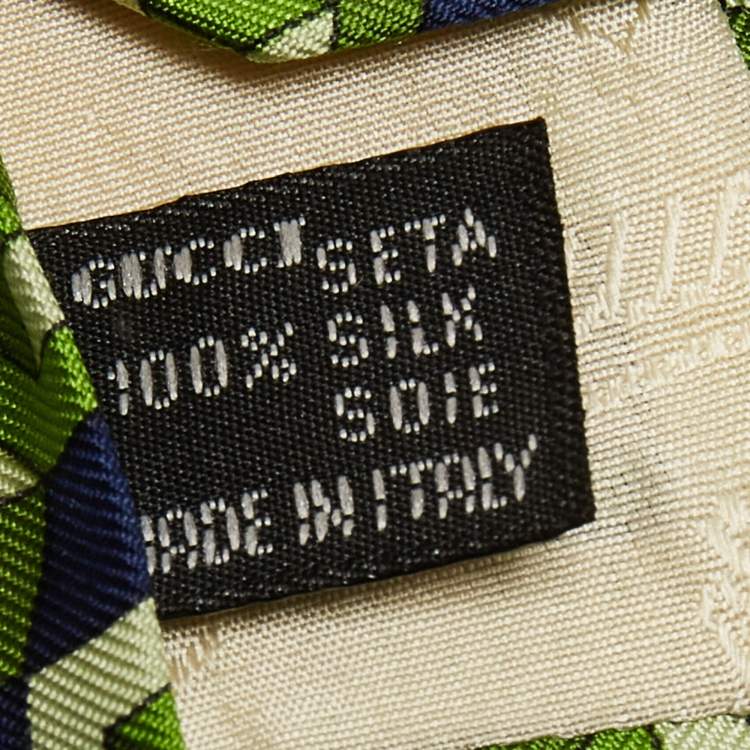 GUCCI SETA
100% SILK
SOIE
MADE IN ITALY